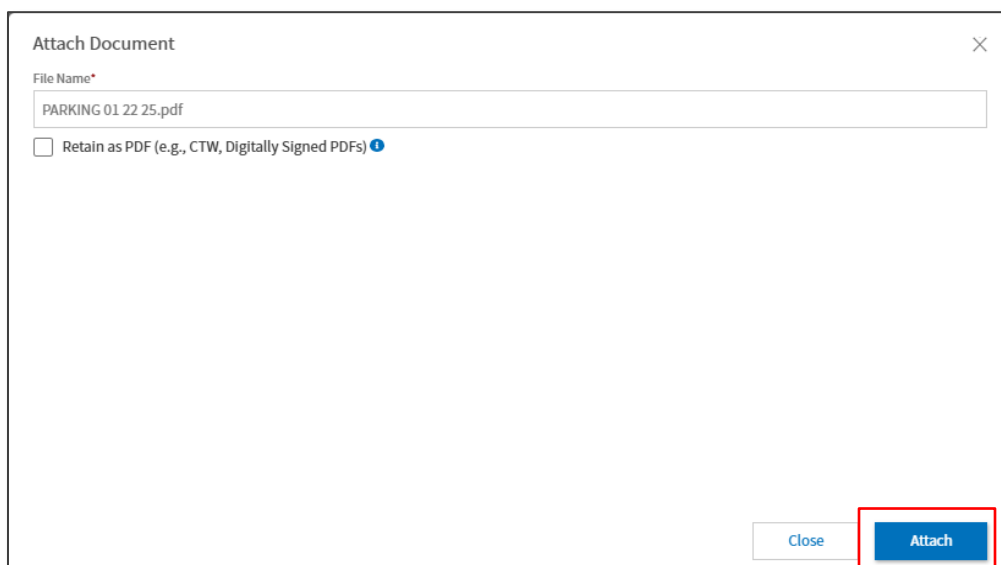 Attach Document
File Name*
PARKING 01 22 25.pdf
Retain as PDF (e.g., CTW, Digitally Signed PDFs)
Close
Attach